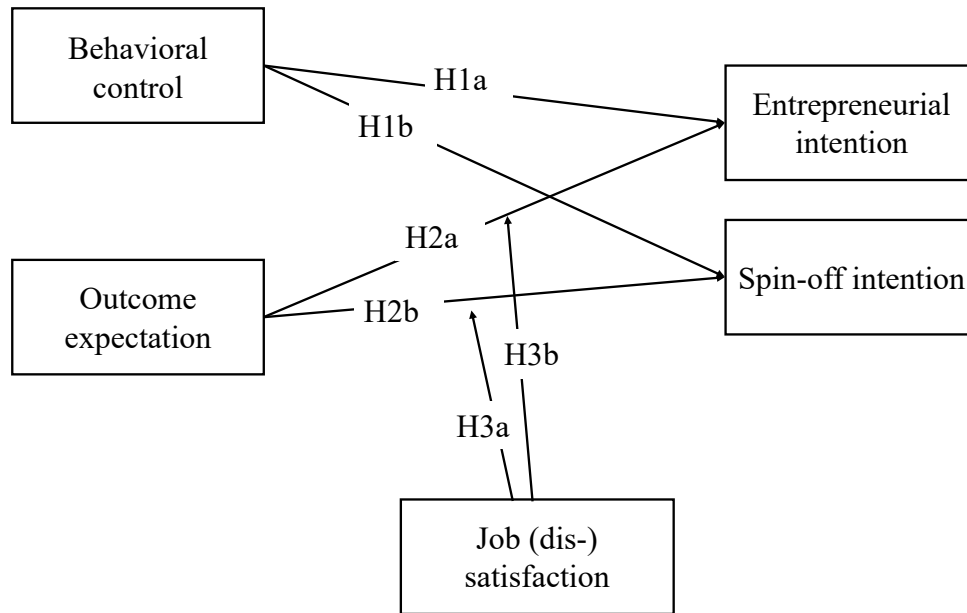 Behavioral
control
H1a
H1b
Entrepreneurial
intention
H2a
Outcome
expectation
H2b
Spin-off intention
H3b
H3a
Job (dis-)
satisfaction